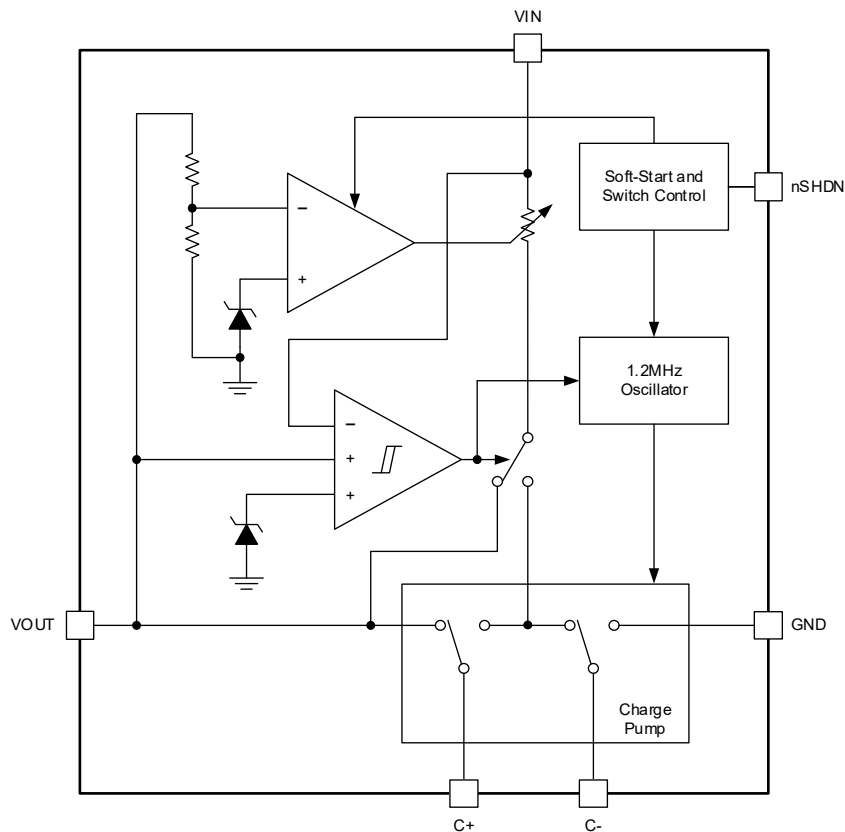 VIN
Soft-Start and
Switch Control
nSHDN
−
+
1.2MHz
Oscillator
−
+
+
VOUT
GND
Charge
Pump
C+
C-